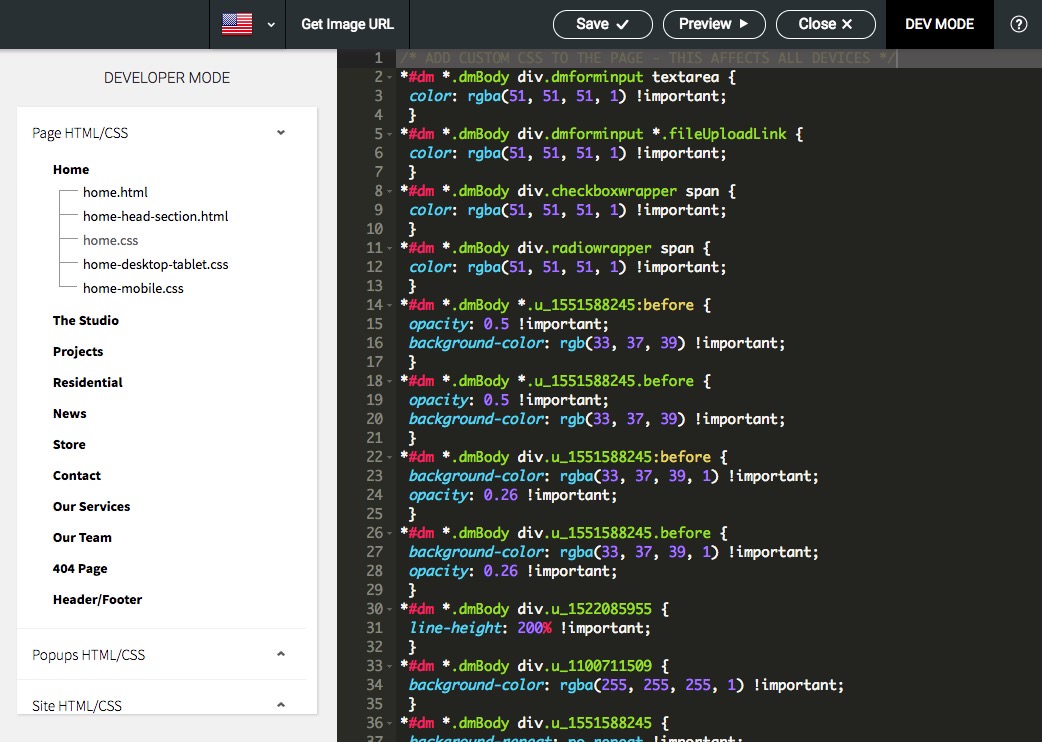 Get Image URL
Save
Preview
Close
DEV MODE
?
DEVELOPER MODE
Page HTML/CSS
Home
home.html
home-head-section.html
home.css
home-desktop-tablet.css
home-mobile.css
The Studio
Projects
Residential
News
Store
Contact
Our Services
Our Team
404 Page
Header/Footer
Popups HTML/CSS
Site HTML/CSS
1 /* ADD CUSTOM CSS TO THE PAGE - THIS AFFECTS ALL DEVICES */
2 *#dm *.dmBody div.dmforminput textarea {
3 color: rgba(51, 51, 51, 1) !important;
4 }
5 *#dm *.dmBody div.dmforminput *.fileUploadLink {
6 color: rgba(51, 51, 51, 1) !important;
7 }
8 *#dm *.dmBody div.checkboxwrapper span {
9 color: rgba(51, 51, 51, 1) !important;
10 }
11 *#dm *.dmBody div.radiowrapper span {
12 color: rgba(51, 51, 51, 1) !important;
13 }
14 *#dm *.dmBody *.u_1551588245:before {
15 opacity: 0.5 !important;
16 background-color: rgb(33, 37, 39) !important;
17 }
18 *#dm *.dmBody *.u_1551588245.before {
19 opacity: 0.5 !important;
20 background-color: rgb(33, 37, 39) !important;
21 }
22 *#dm *.dmBody div.u_1551588245:before {
23 background-color: rgba(33, 37, 39, 1) !important;
24 opacity: 0.26 !important;
25 }
26 *#dm *.dmBody div.u_1551588245.before {
27 background-color: rgba(33, 37, 39, 1) !important;
28 opacity: 0.26 !important;
29 }
30 *#dm *.dmBody div.u_1522085955 {
31 line-height: 200% !important;
32 }
33 *#dm *.dmBody div.u_1100711509 {
34 background-color: rgba(255, 255, 255, 1) !important;
35 }
36 *#dm *.dmBody div.u_1551588245 {
37 background-repeat: no-repeat !important;